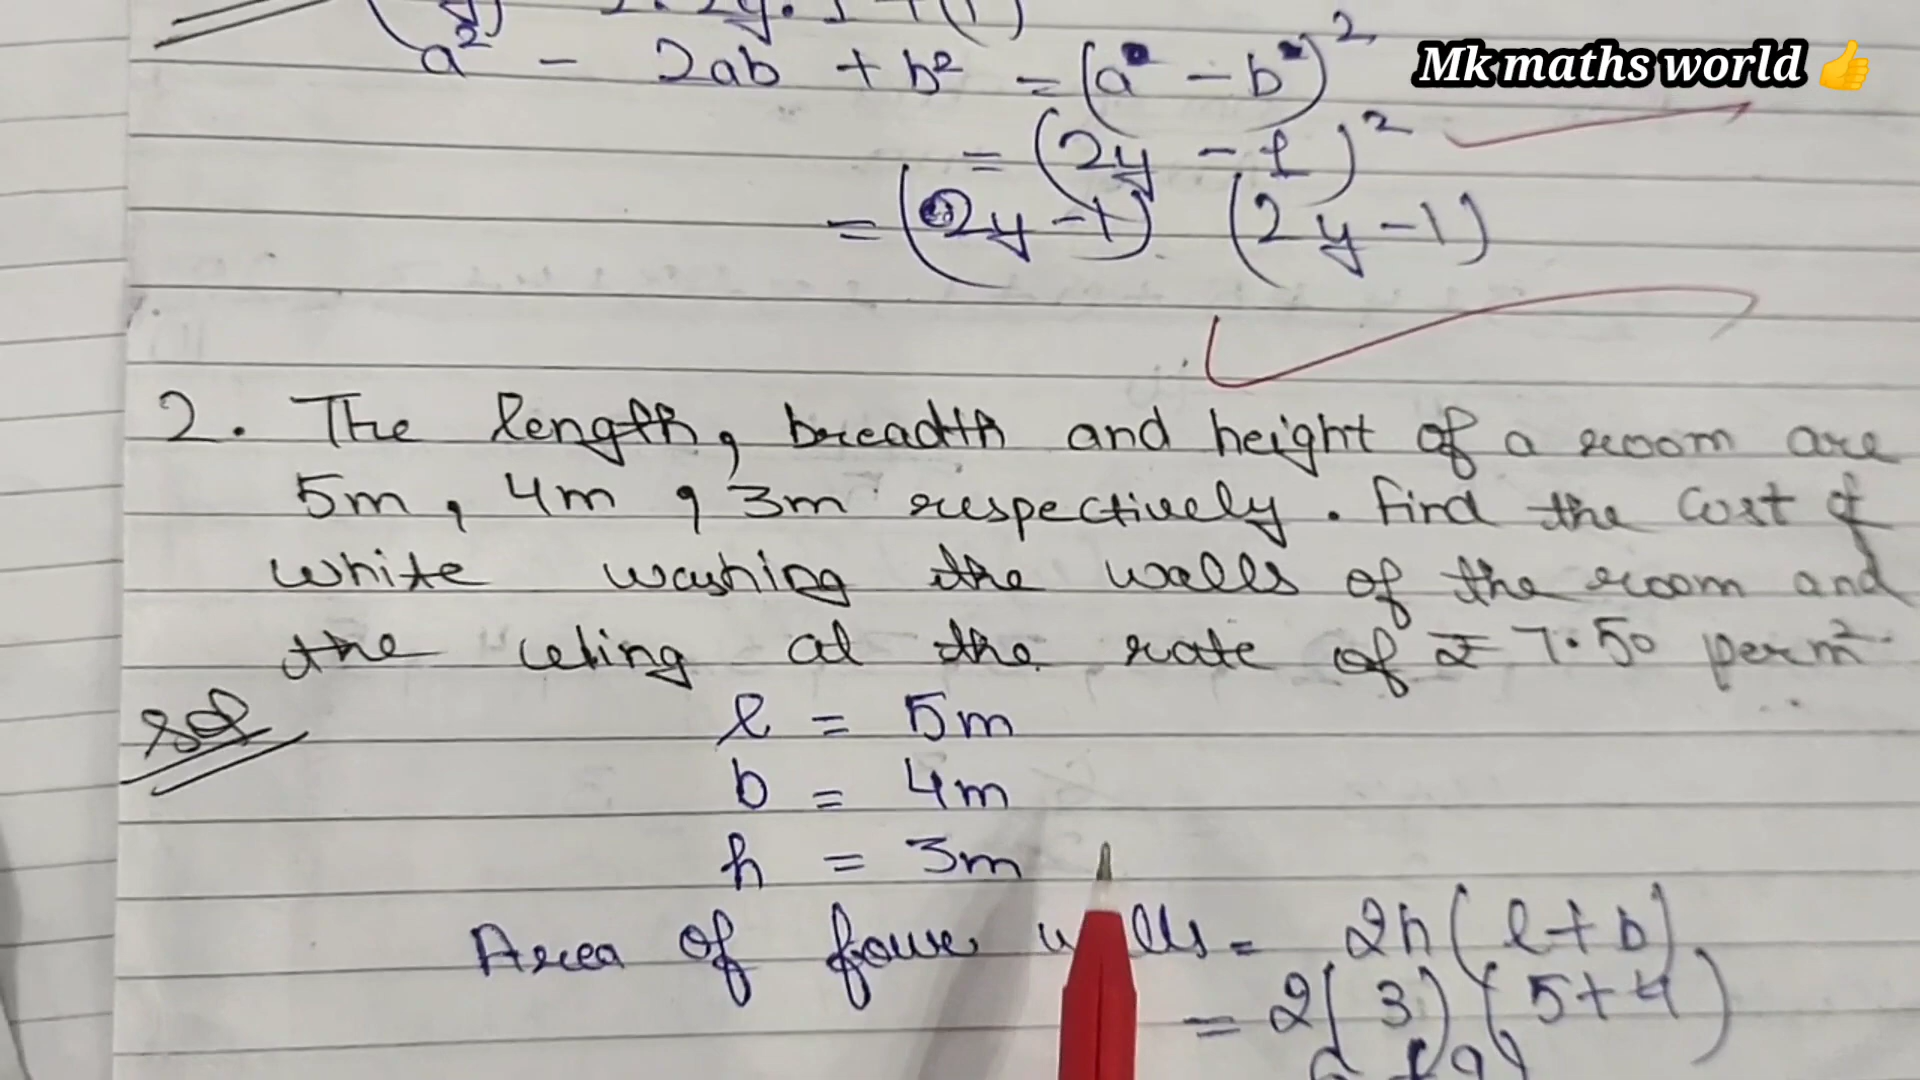 a² - 2ab + b² = (a - b)²
Mk maths world 👍
= (2y - 1)²
= (2y - 1) (2y - 1)
2. The length, breadth and height of a room are
5m, 4m, 3m respectively. Find the cost of
white washing the walls of the room and
the celing at the rate of ₹ 7.50 per m².
Sol
l = 5m
b = 4m
h = 3m
Area of four walls = 2h(l+b)
= 2(3)(5+4)